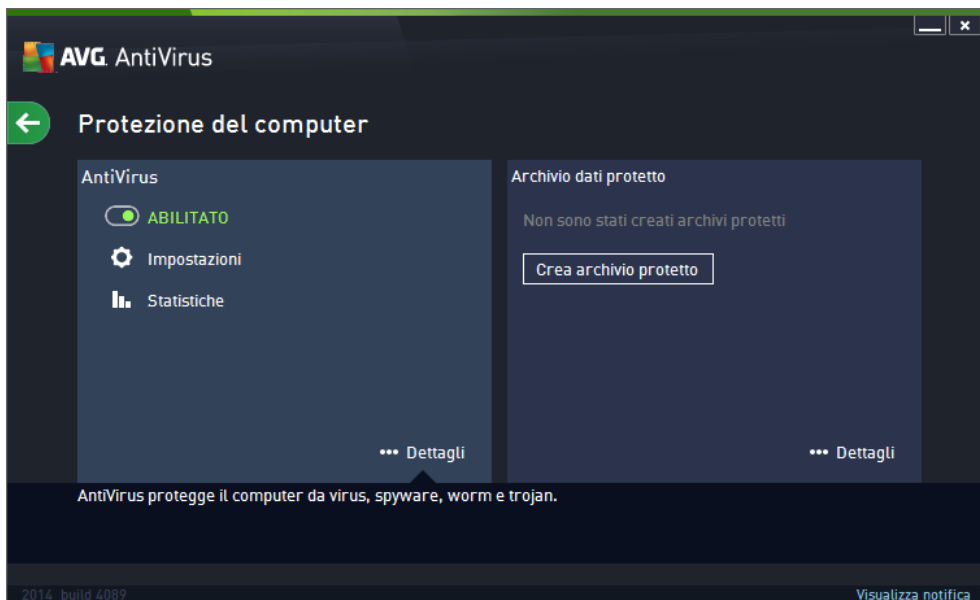 AVG. AntiVirus
Protezione del computer
AntiVirus
ABILITATO
Impostazioni
Statistiche
Dettagli
Archivio dati protetto
Non sono stati creati archivi protetti
Crea archivio protetto
Dettagli
AntiVirus protegge il computer da virus, spyware, worm e trojan.
2014 build 4089
Visualizza notifica